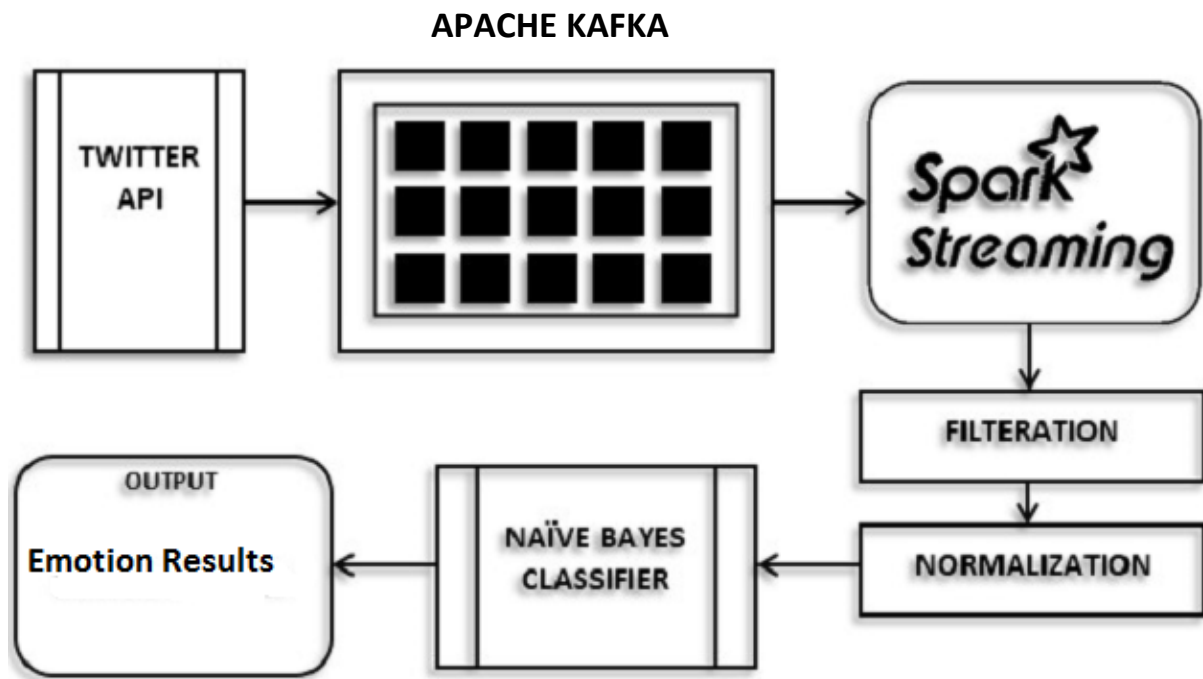 APACHE KAFKA
TWITTER
API
Spark
Streaming
FILTERATION
NORMALIZATION
NAÏVE BAYES
CLASSIFIER
OUTPUT
Emotion Results